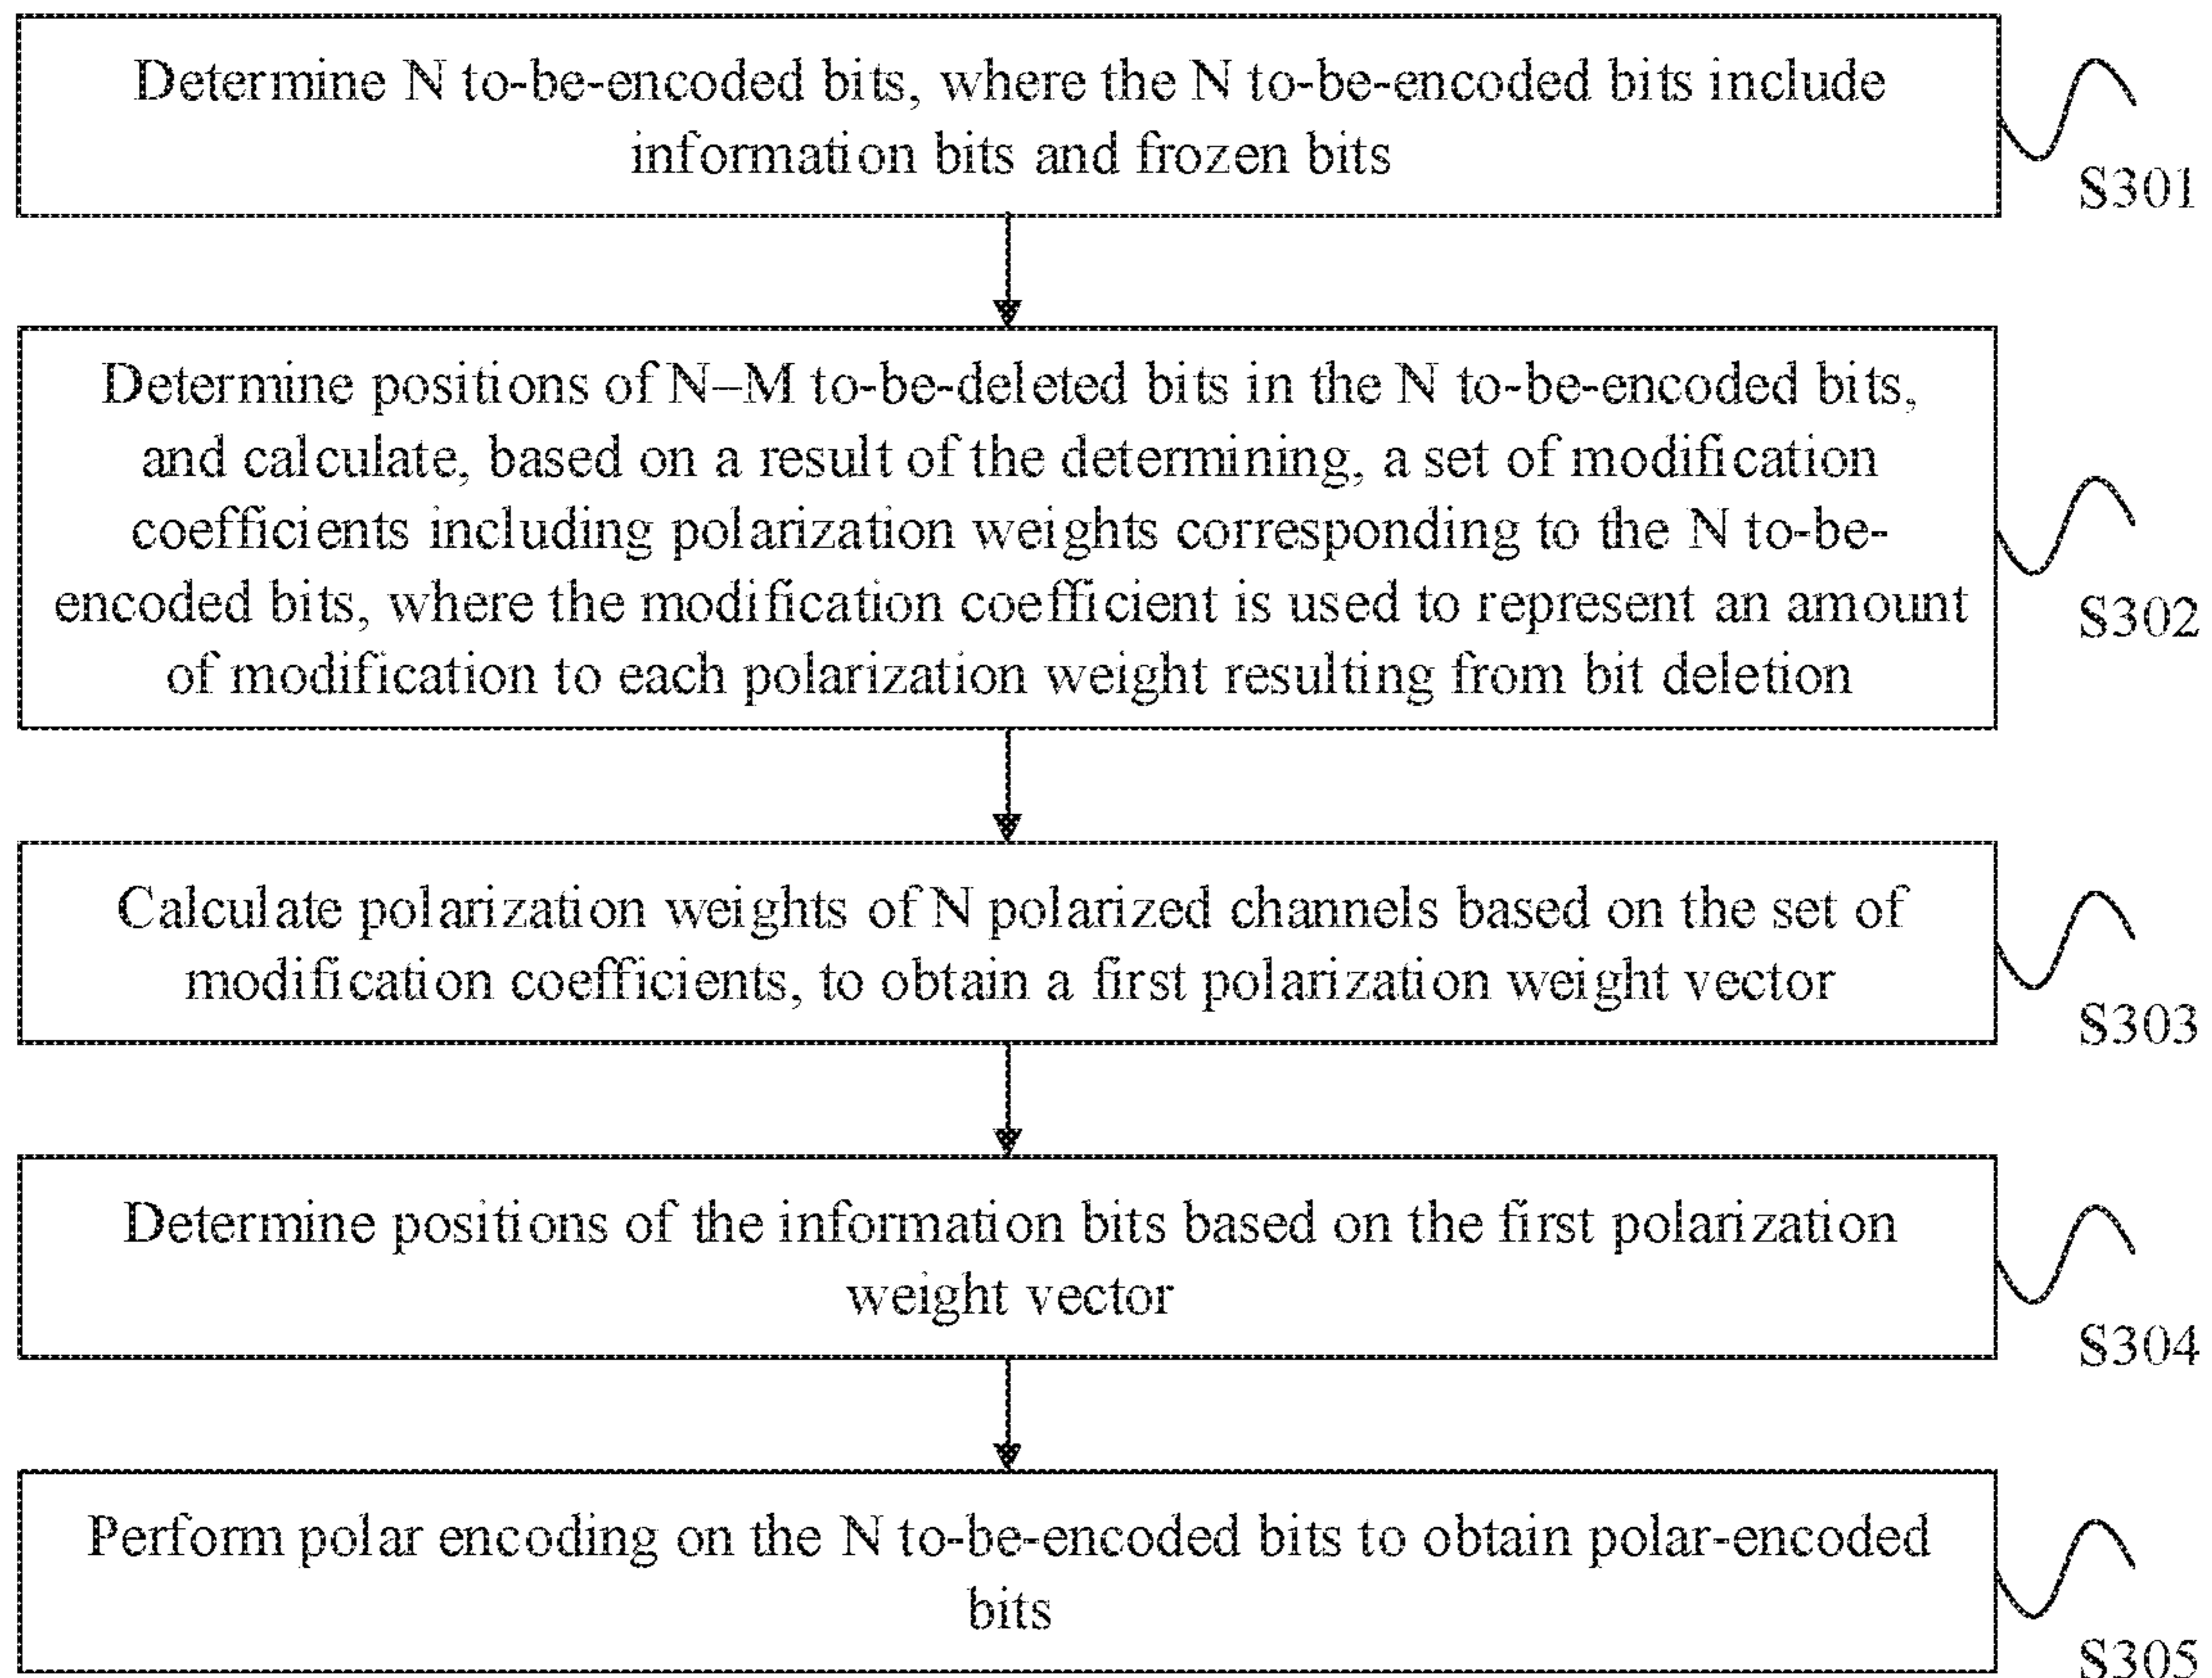 Determine N to-be-encoded bits, where the N to-be-encoded bits include
information bits and frozen bits
S301
Determine positions of N–M to-be-deleted bits in the N to-be-encoded bits,
and calculate, based on a result of the determining, a set of modification
coefficients including polarization weights corresponding to the N to-be-
encoded bits, where the modification coefficient is used to represent an amount
of modification to each polarization weight resulting from bit deletion
S302
Calculate polarization weights of N polarized channels based on the set of
modification coefficients, to obtain a first polarization weight vector
S303
Determine positions of the information bits based on the first polarization
weight vector
S304
Perform polar encoding on the N to-be-encoded bits to obtain polar-encoded
bits
S305